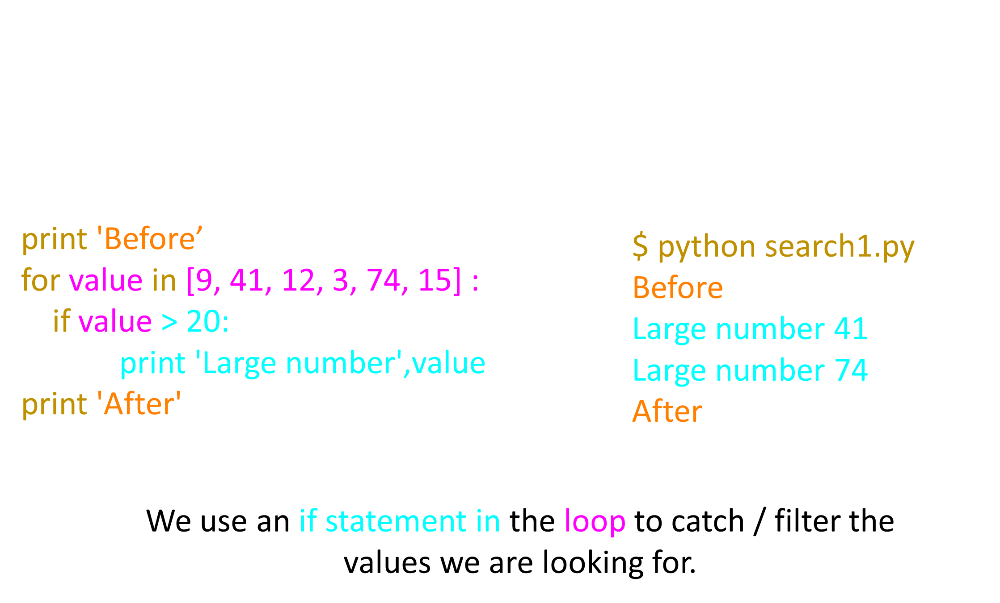 print 'Before’
for value in [9, 41, 12, 3, 74, 15] :
if value > 20:
print 'Large number',value
print 'After'
$ python search1.py
Before
Large number 41
Large number 74
After
We use an if statement in the loop to catch / filter the
values we are looking for.